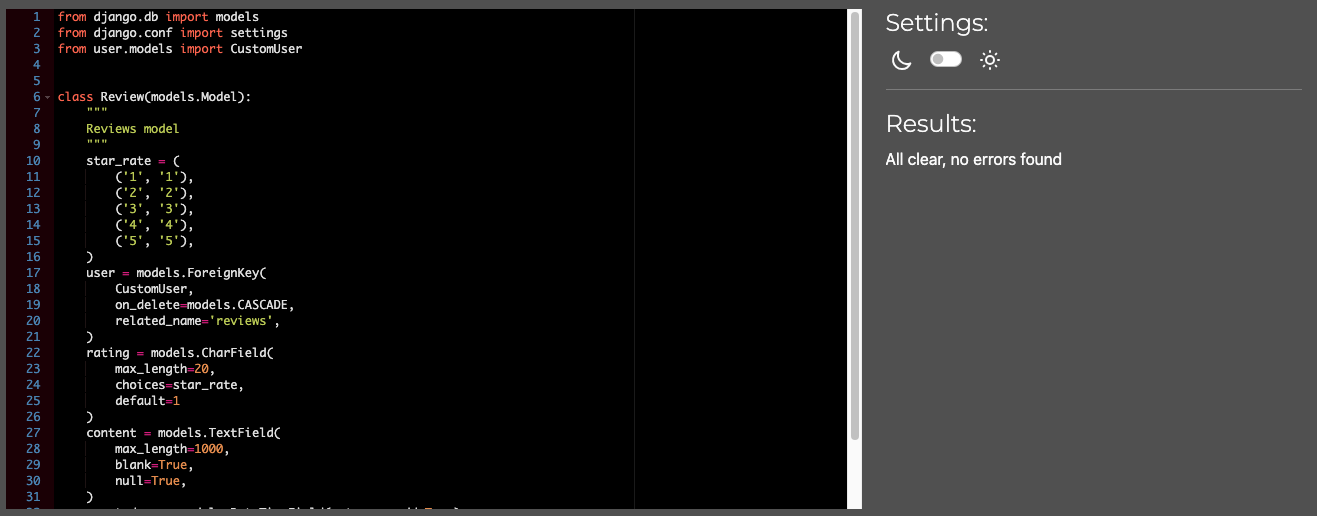 1 from django.db import models
2 from django.conf import settings
3 from user.models import CustomUser
4
5
6 class Review(models.Model):
7     """
8     Reviews model
9     """
10     star_rate = (
11         ('1', '1'),
12         ('2', '2'),
13         ('3', '3'),
14         ('4', '4'),
15         ('5', '5'),
16     )
17     user = models.ForeignKey(
18         CustomUser,
19         on_delete=models.CASCADE,
20         related_name='reviews',
21     )
22     rating = models.CharField(
23         max_length=20,
24         choices=star_rate,
25         default=1
26     )
27     content = models.TextField(
28         max_length=1000,
29         blank=True,
30         null=True,
31     )
Settings:
Results:
All clear, no errors found